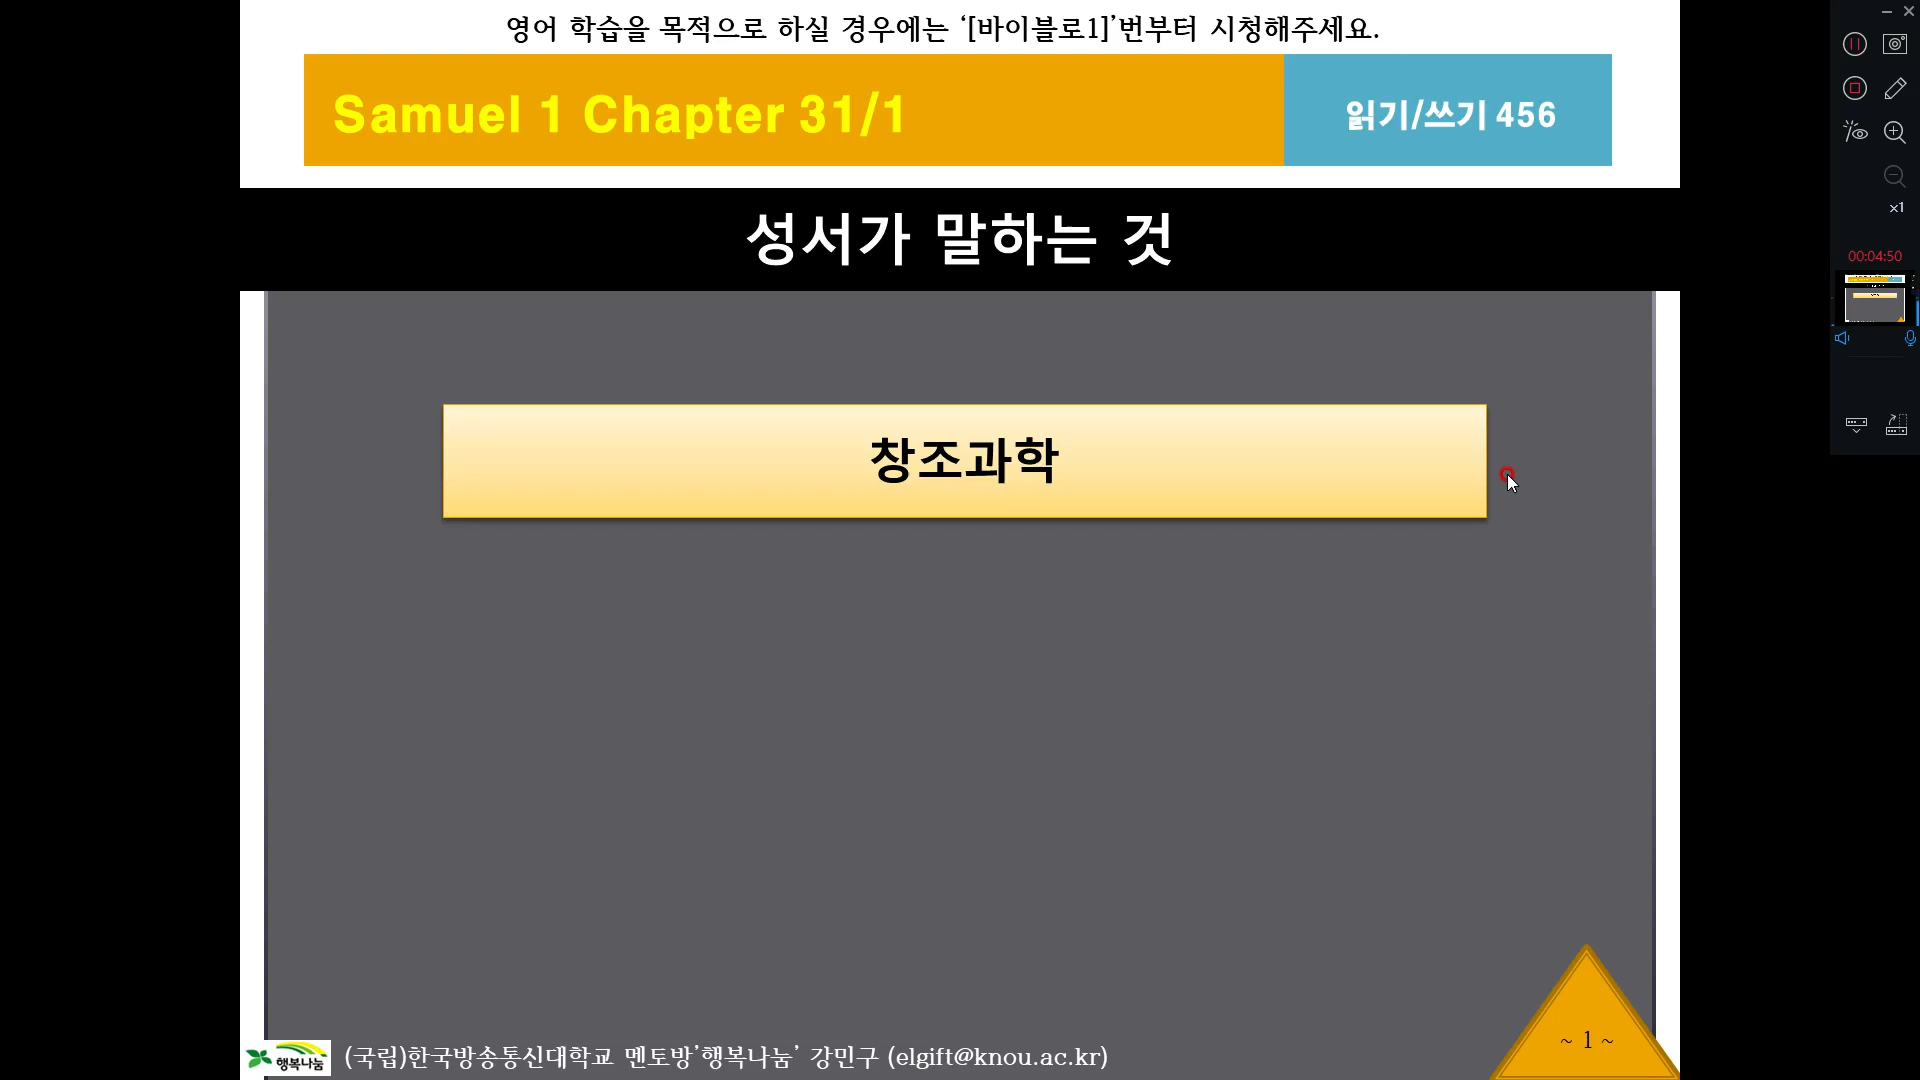 영어 학습을 목적으로 하실 경우에는 ‘[바이블로1]’번부터 시청해주세요.
Samuel 1 Chapter 31/1
읽기/쓰기 456
성서가 말하는 것
x1
00:04:50
창조과학
~ 1 ~
행복나눔
(국립)한국방송통신대학교 멘토방’행복나눔’ 강민구 (elgift@knou.ac.kr)